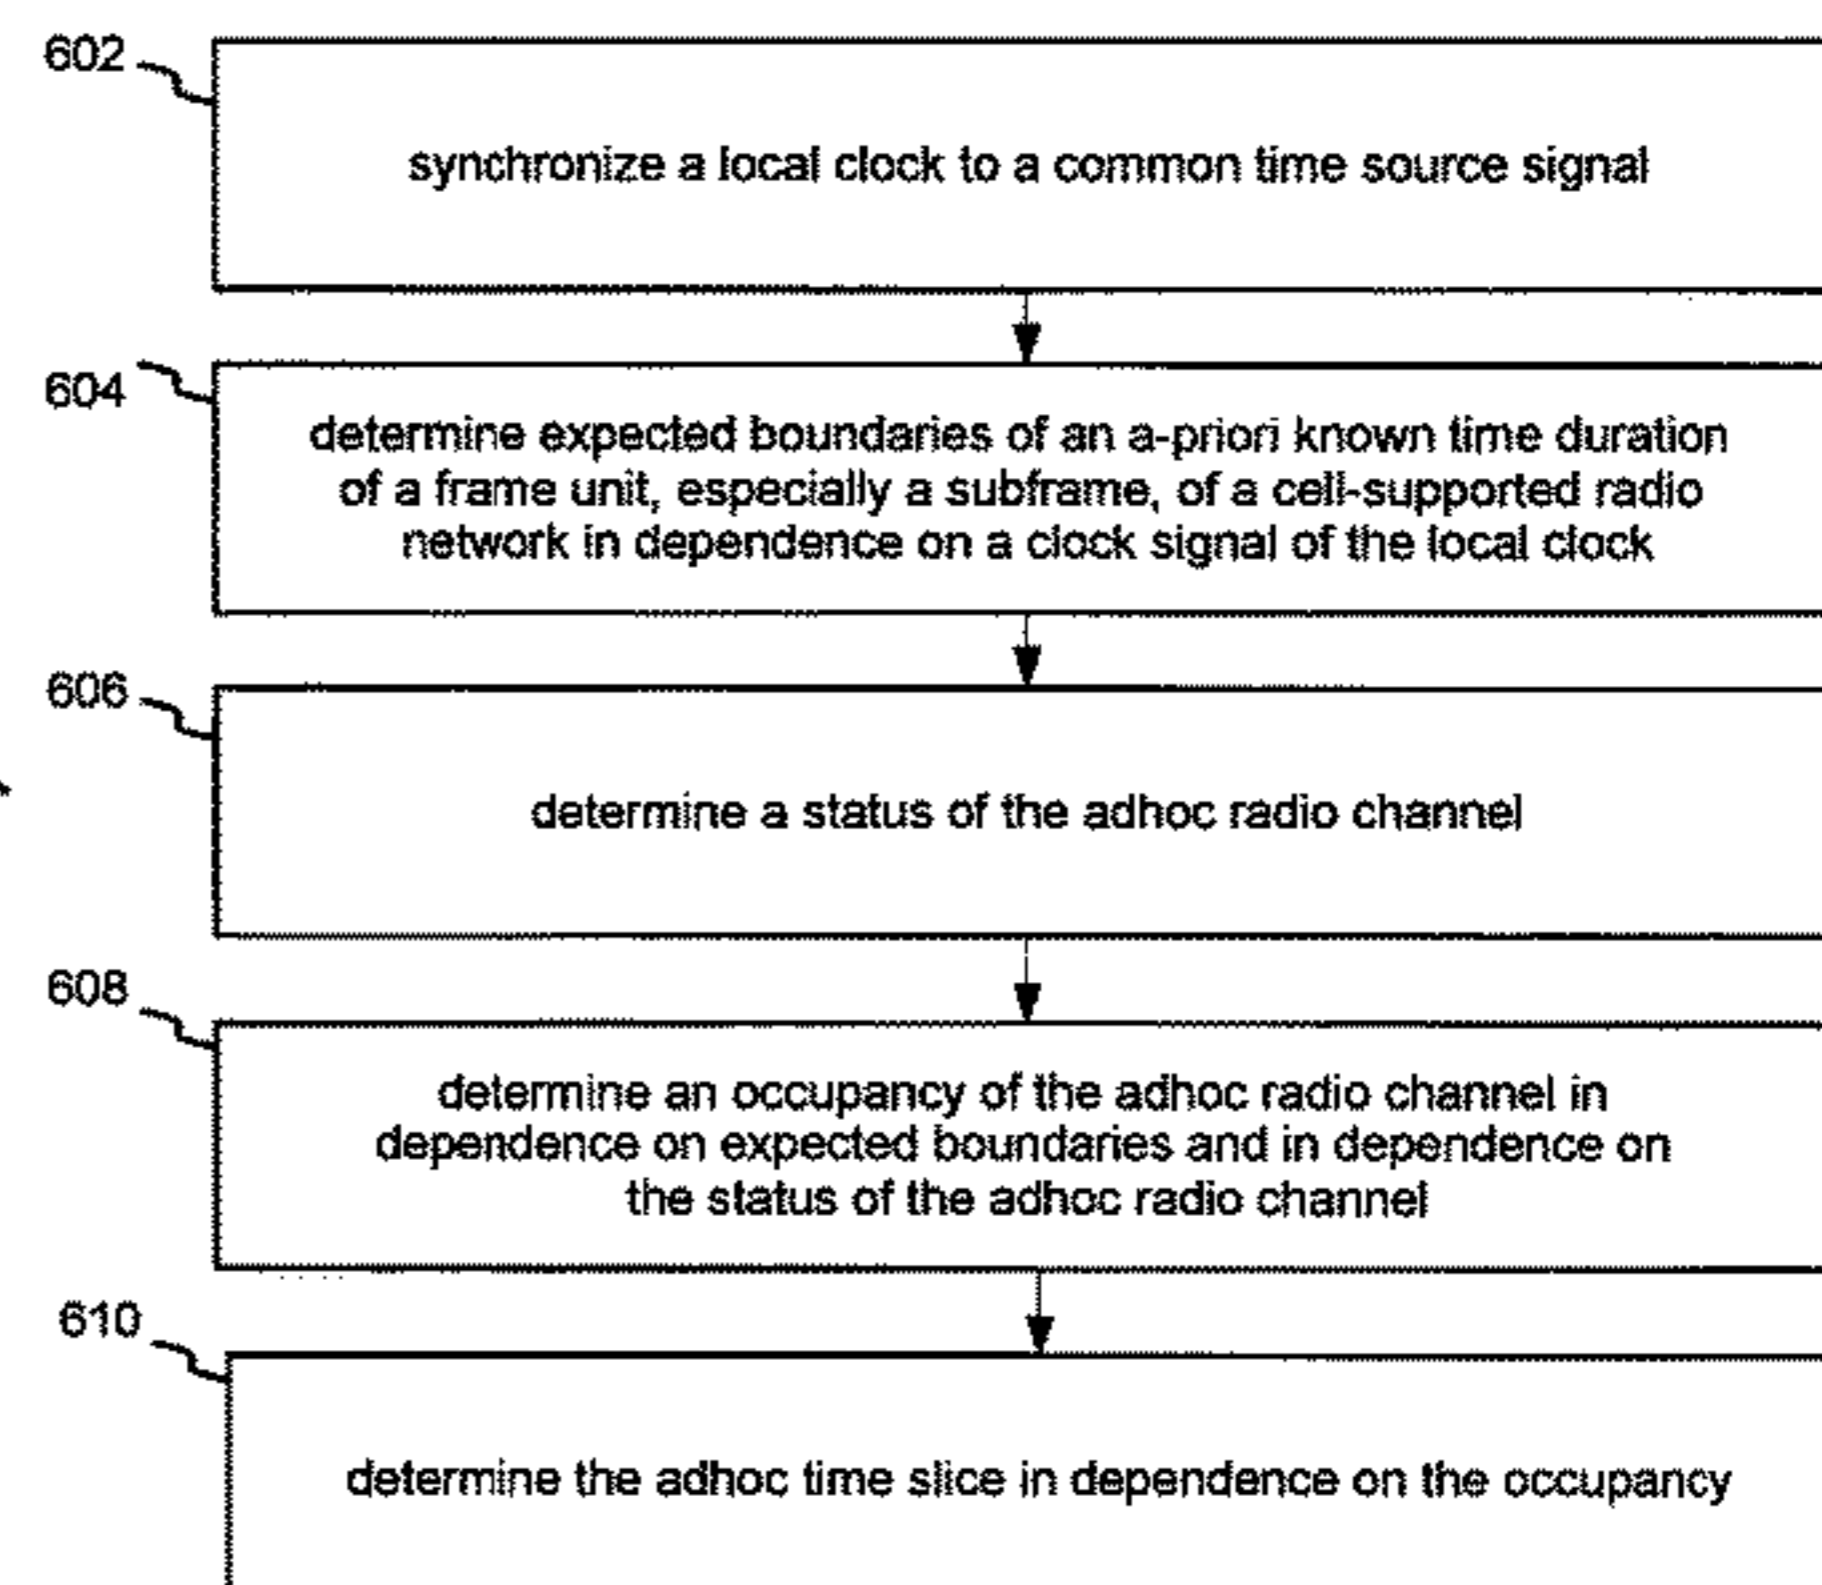 602
synchronize a local clock to a common time source signal
604
determine expected boundaries of an a-priori known time duration
of a frame unit, especially a subframe, of a cell-supported radio
network in dependence on a clock signal of the local clock
606
determine a status of the adhoc radio channel
608
determine an occupancy of the adhoc radio channel in
dependence on expected boundaries and in dependence on
the status of the adhoc radio channel
610
determine the adhoc time slice in dependence on the occupancy